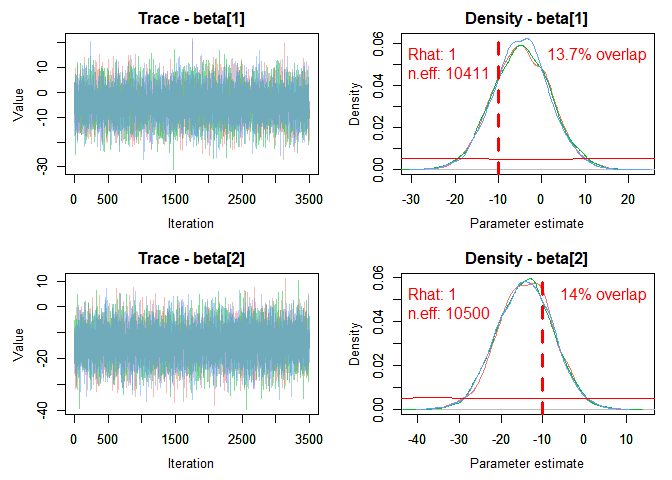 Trace - beta[1]
Value
10
0
-10
-30
0
500
1500
2500
3500
Iteration
Density - beta[1]
Rhat: 1
13.7% overlap
n.eff: 10411
Density
0.06
0.04
0.02
0.00
-30
-20
-10
0
10
20
Parameter estimate
Trace - beta[2]
Value
10
0
-20
-40
0
500
1500
2500
3500
Iteration
Density - beta[2]
Rhat: 1
14% overlap
n.eff: 10500
Density
0.06
0.04
0.02
0.00
-40
-30
-20
-10
0
10
Parameter estimate